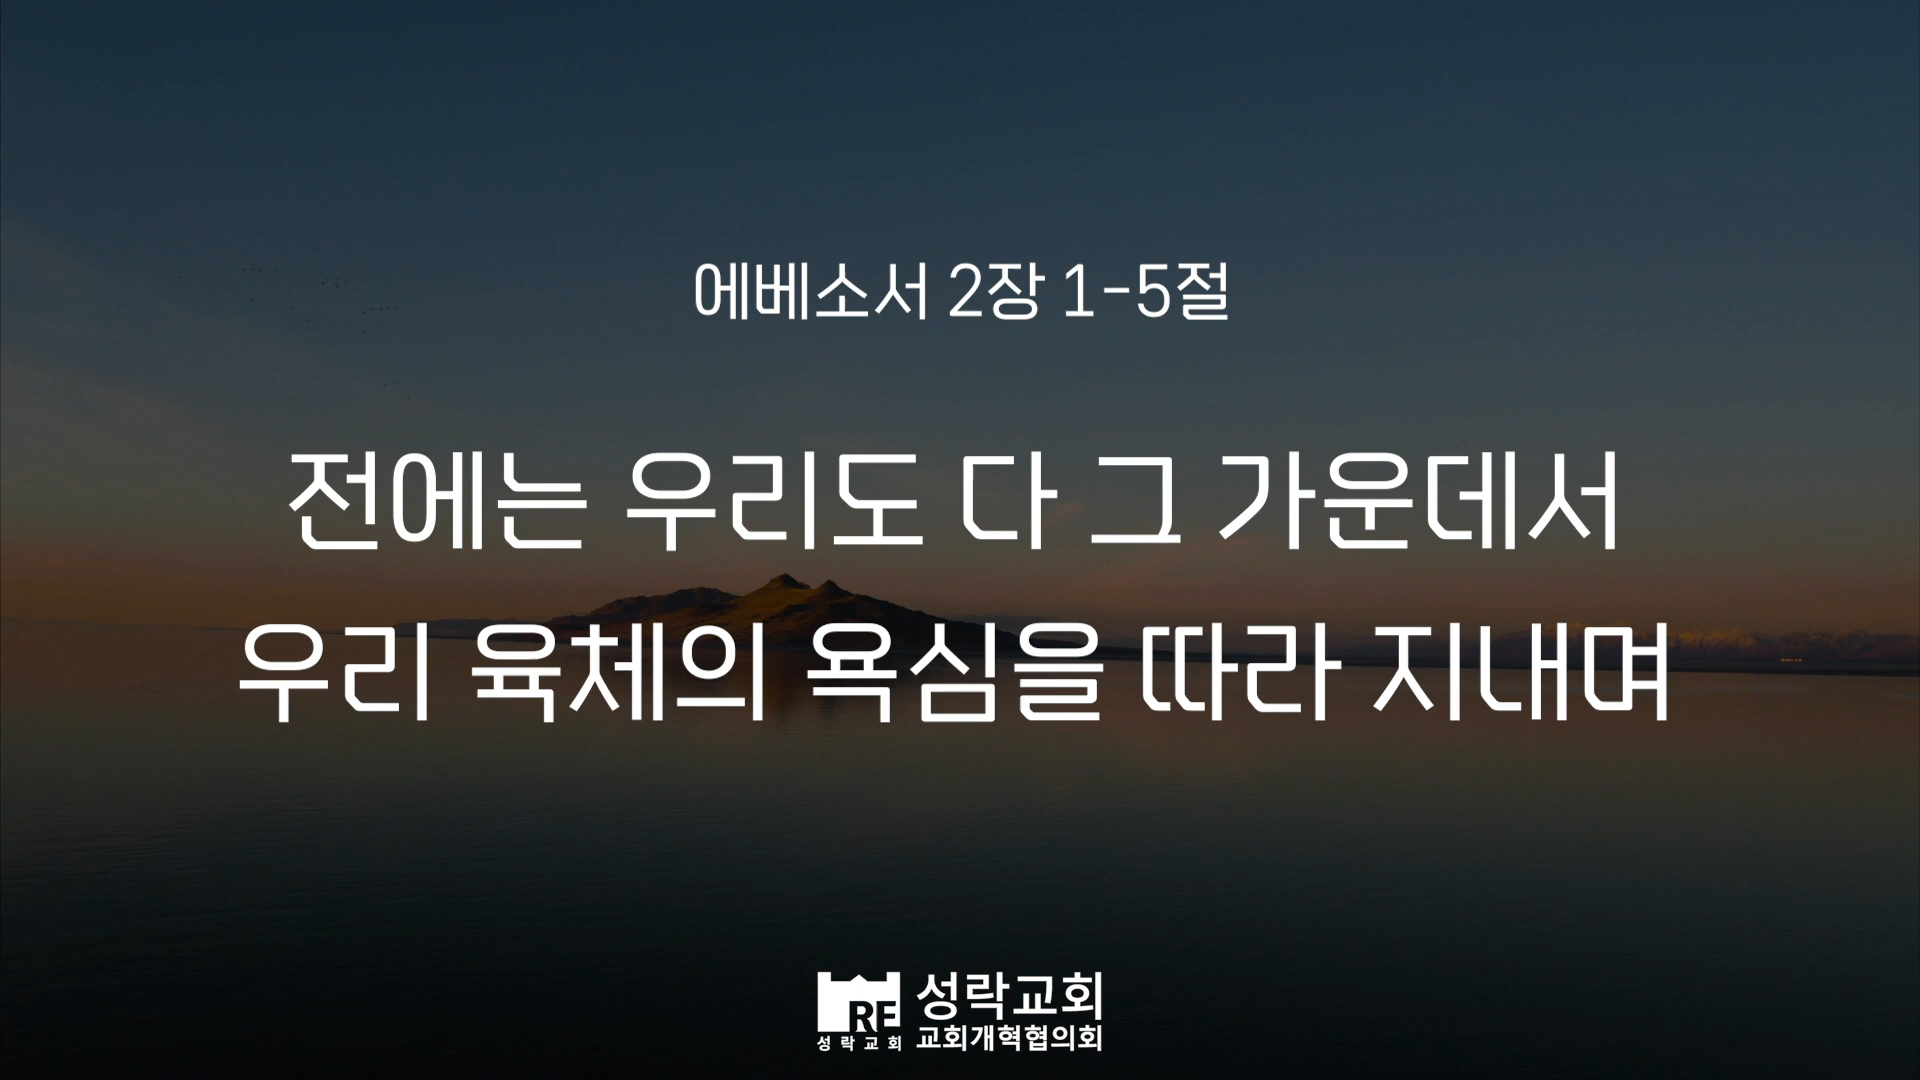 에베소서 2장 1-5절
전에는 우리도 다 그 가운데서
우리 육체의 욕심을 따라 지내며
RE
성락교회
성락교회
교회개혁협의회